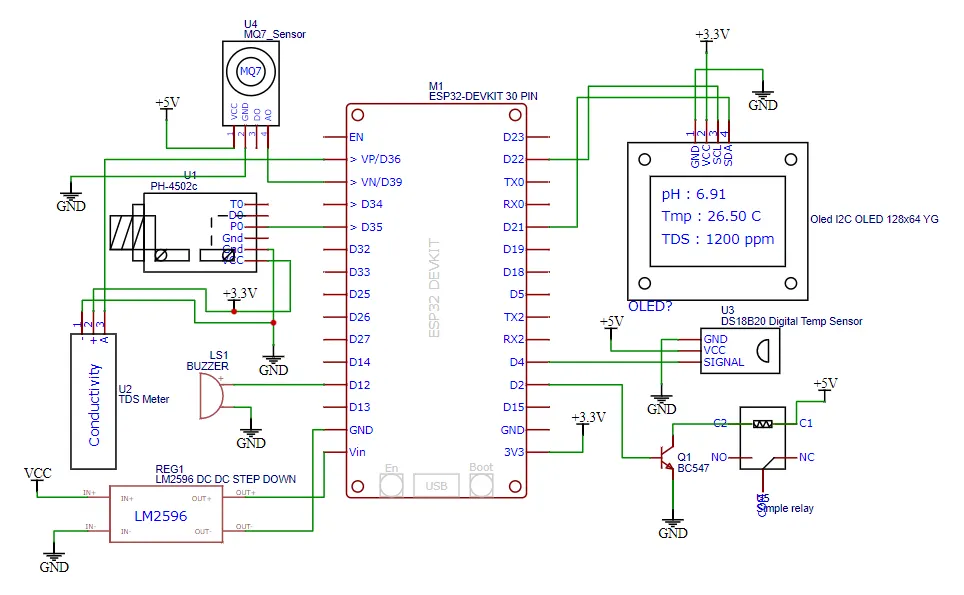 U4
MQ7_Sensor
MQ7
VCC
GND
DO
AO
1
2
3
4
+5V
GND
U1
PH-4502c
T0
D0
P0
Gnd
Gnd
VCC
+3.3V
GND
1
2
3
-
+
A
Conductivity
U2
TDS Meter
LS1
BUZZER
+
GND
VCC
REG1
LM2596 DC DC STEP DOWN
IN+
IN+
OUT+
OUT+
LM2596
IN-
IN-
OUT-
OUT-
GND
M1
ESP32-DEVKIT 30 PIN
EN
> VP/D36
> VN/D39
> D34
> D35
D32
D33
D25
D26
D27
D14
D12
D13
GND
Vin
D23
D22
TX0
RX0
D21
D19
D18
D5
TX2
RX2
D4
D2
D15
GND
3V3
ESP32 DEVKIT
En
USB
Boot
+3.3V
+3.3V
GND
1
2
3
4
GND
VCC
SCL
SDA
pH : 6.91
Tmp : 26.50 C
TDS : 1200 ppm
Oled I2C OLED 128x64 YG
OLED?
U3
DS18B20 Digital Temp Sensor
+5V
GND
VCC
SIGNAL
GND
+5V
C2
C1
NO
NC
Q1
BC547
GND
Simple relay